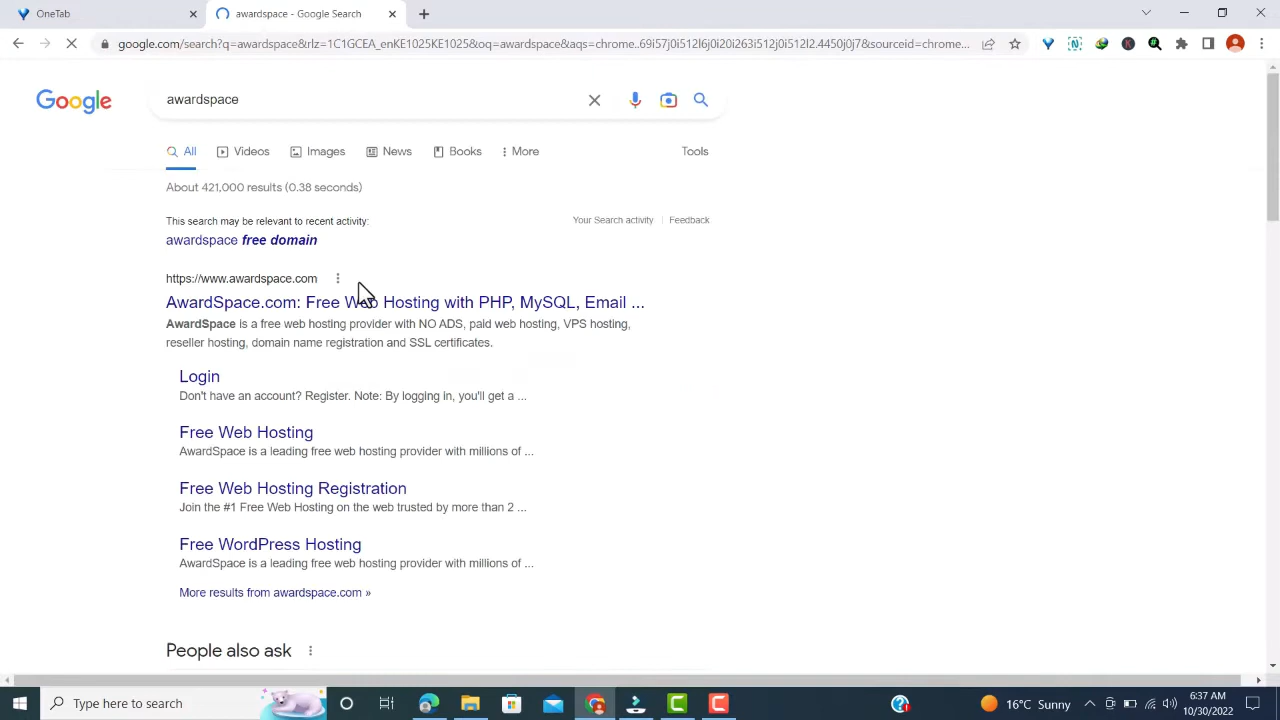 OneTab
awardspace - Google Search
google.com/search?q=awardspace&rlz=1C1GCEA_enKE1025KE1025&oq=awardspace&aqs=chrome..69i57j0i512l6j0i20i263i512j0i512l2.4450j0j7&sourceid=chrome...
Google
awardspace
All Videos Images News Books More Tools
About 421,000 results (0.38 seconds)
This search may be relevant to recent activity: Your Search activity Feedback
awardspace free domain
https://www.awardspace.com
AwardSpace.com: Free Web Hosting with PHP, MySQL, Email ...
AwardSpace is a free web hosting provider with NO ADS, paid web hosting, VPS hosting,
reseller hosting, domain name registration and SSL certificates.
Login
Don't have an account? Register. Note: By logging in, you'll get a ...
Free Web Hosting
AwardSpace is a leading free web hosting provider with millions of ...
Free Web Hosting Registration
Join the #1 Free Web Hosting on the web trusted by more than 2 ...
Free WordPress Hosting
AwardSpace is a leading free web hosting provider with millions of ...
More results from awardspace.com »
People also ask
Type here to search
16°C Sunny
6:37 AM
10/30/2022